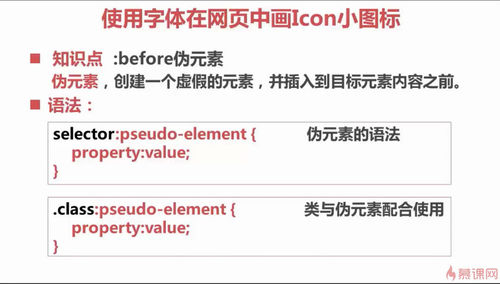 使用字体在网页中画Icon小图标
知识点 :before伪元素
伪元素，创建一个虚假的元素，并插入到目标元素内容之前。
语法：
selector:pseudo-element { 伪元素的语法
property:value;
}
.class:pseudo-element { 类与伪元素配合使用
property:value;
}
慕课网